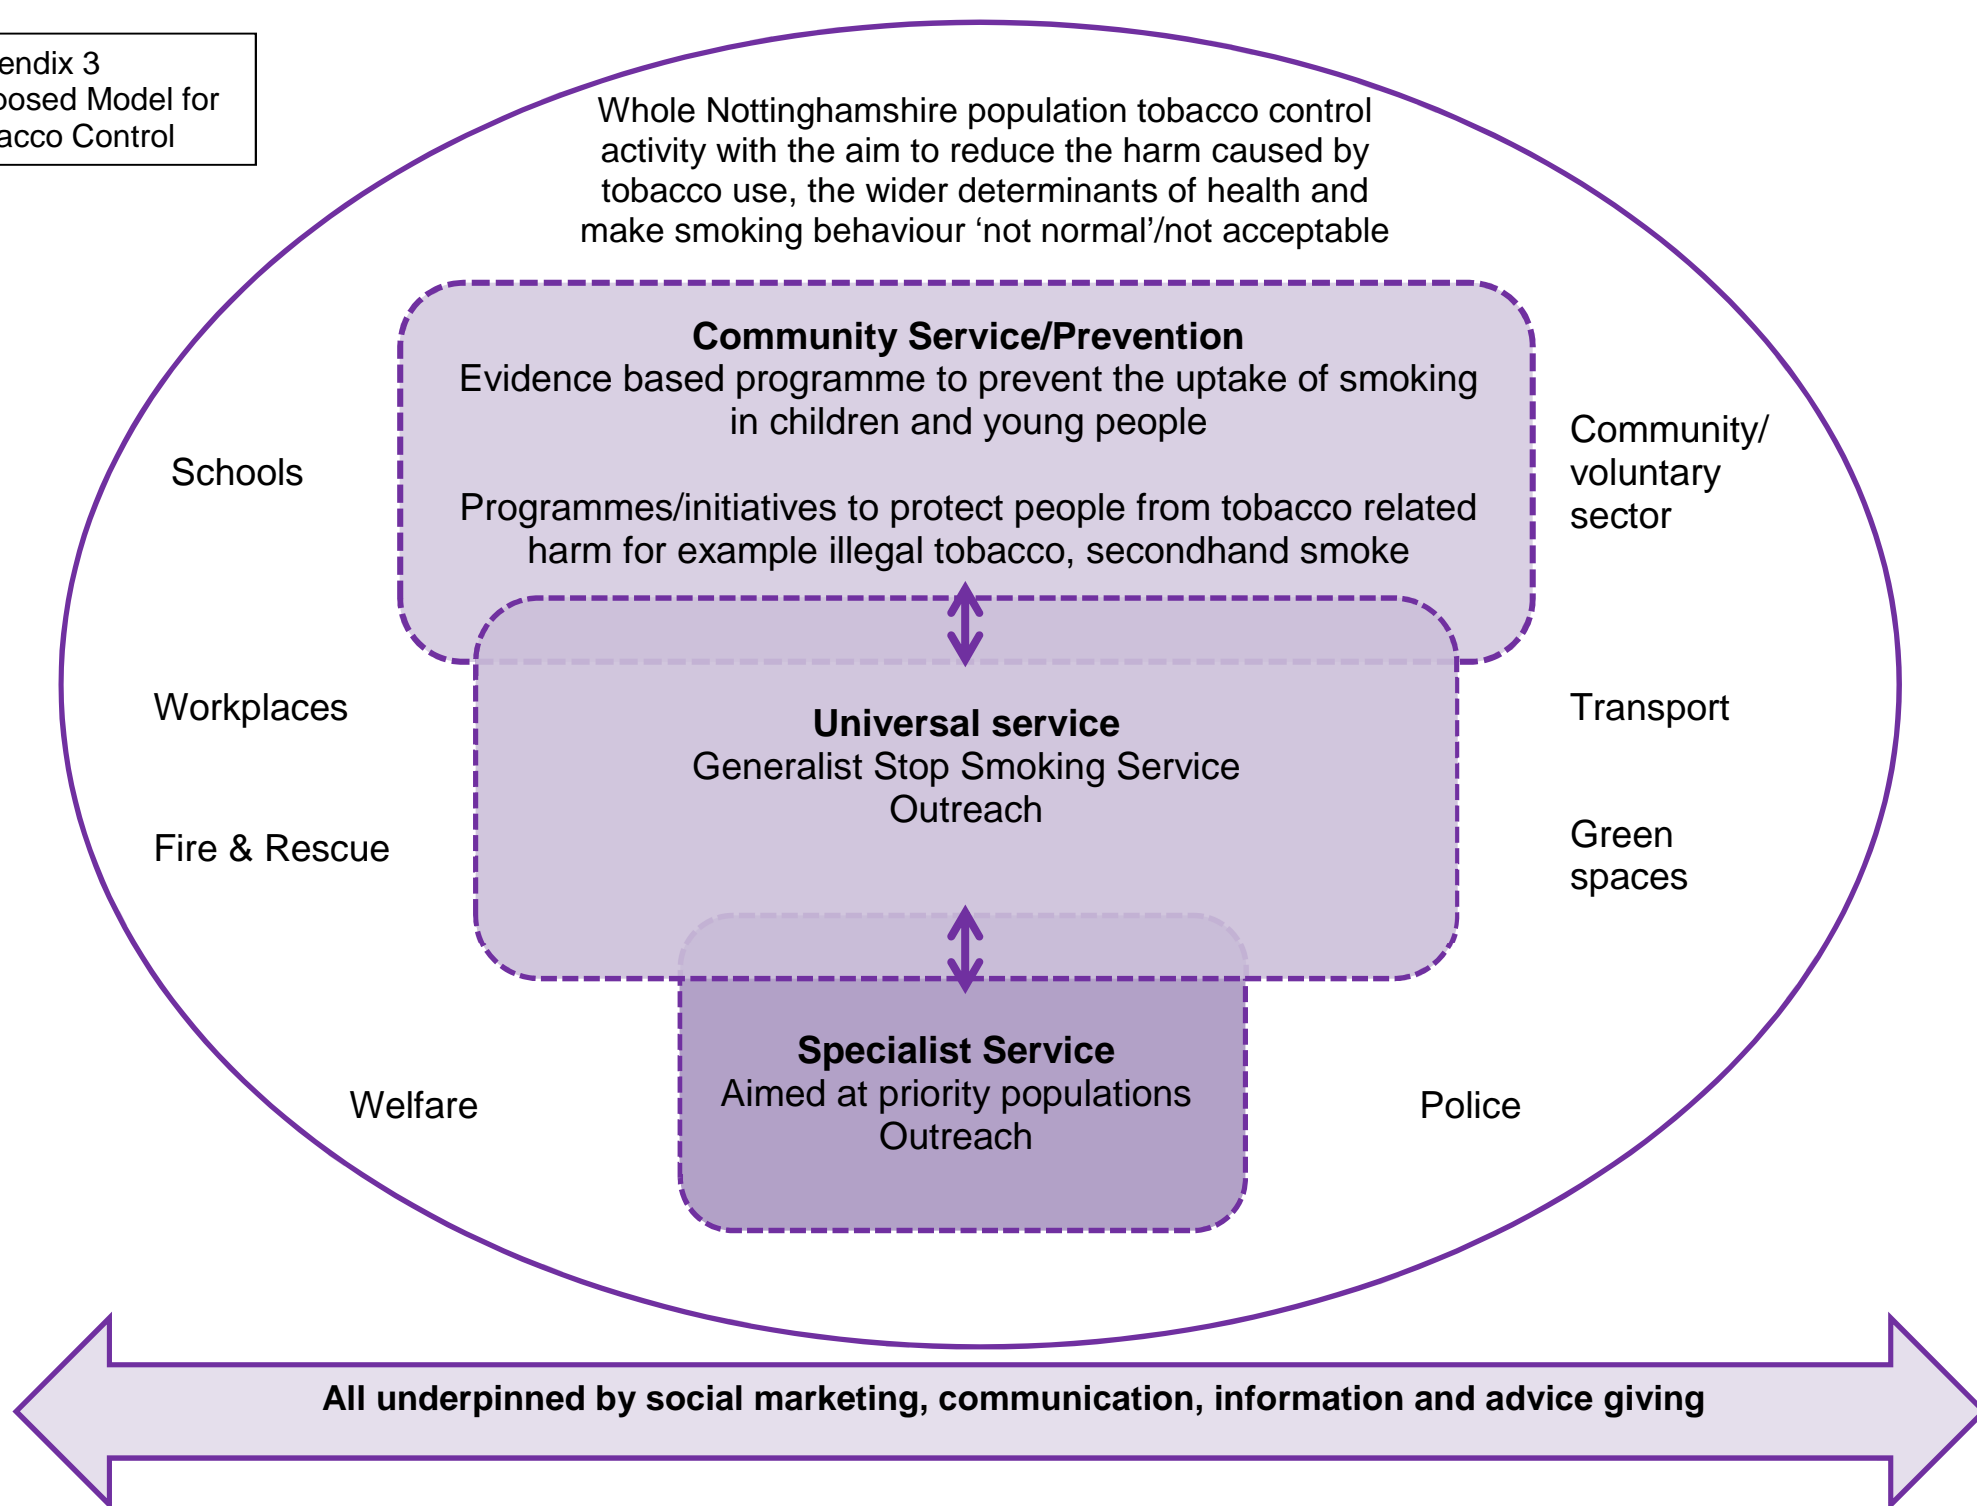 endix 3
osed Model for
acco Control
Whole Nottinghamshire population tobacco control
activity with the aim to reduce the harm caused by
tobacco use, the wider determinants of health and
make smoking behaviour ‘not normal’/not acceptable
Community Service/Prevention
Evidence based programme to prevent the uptake of smoking
in children and young people
Programmes/initiatives to protect people from tobacco related
harm for example illegal tobacco, secondhand smoke
Schools
Community/
voluntary
sector
Workplaces
Universal service
Generalist Stop Smoking Service
Outreach
Transport
Fire & Rescue
Green
spaces
Specialist Service
Aimed at priority populations
Outreach
Welfare
Police
All underpinned by social marketing, communication, information and advice giving